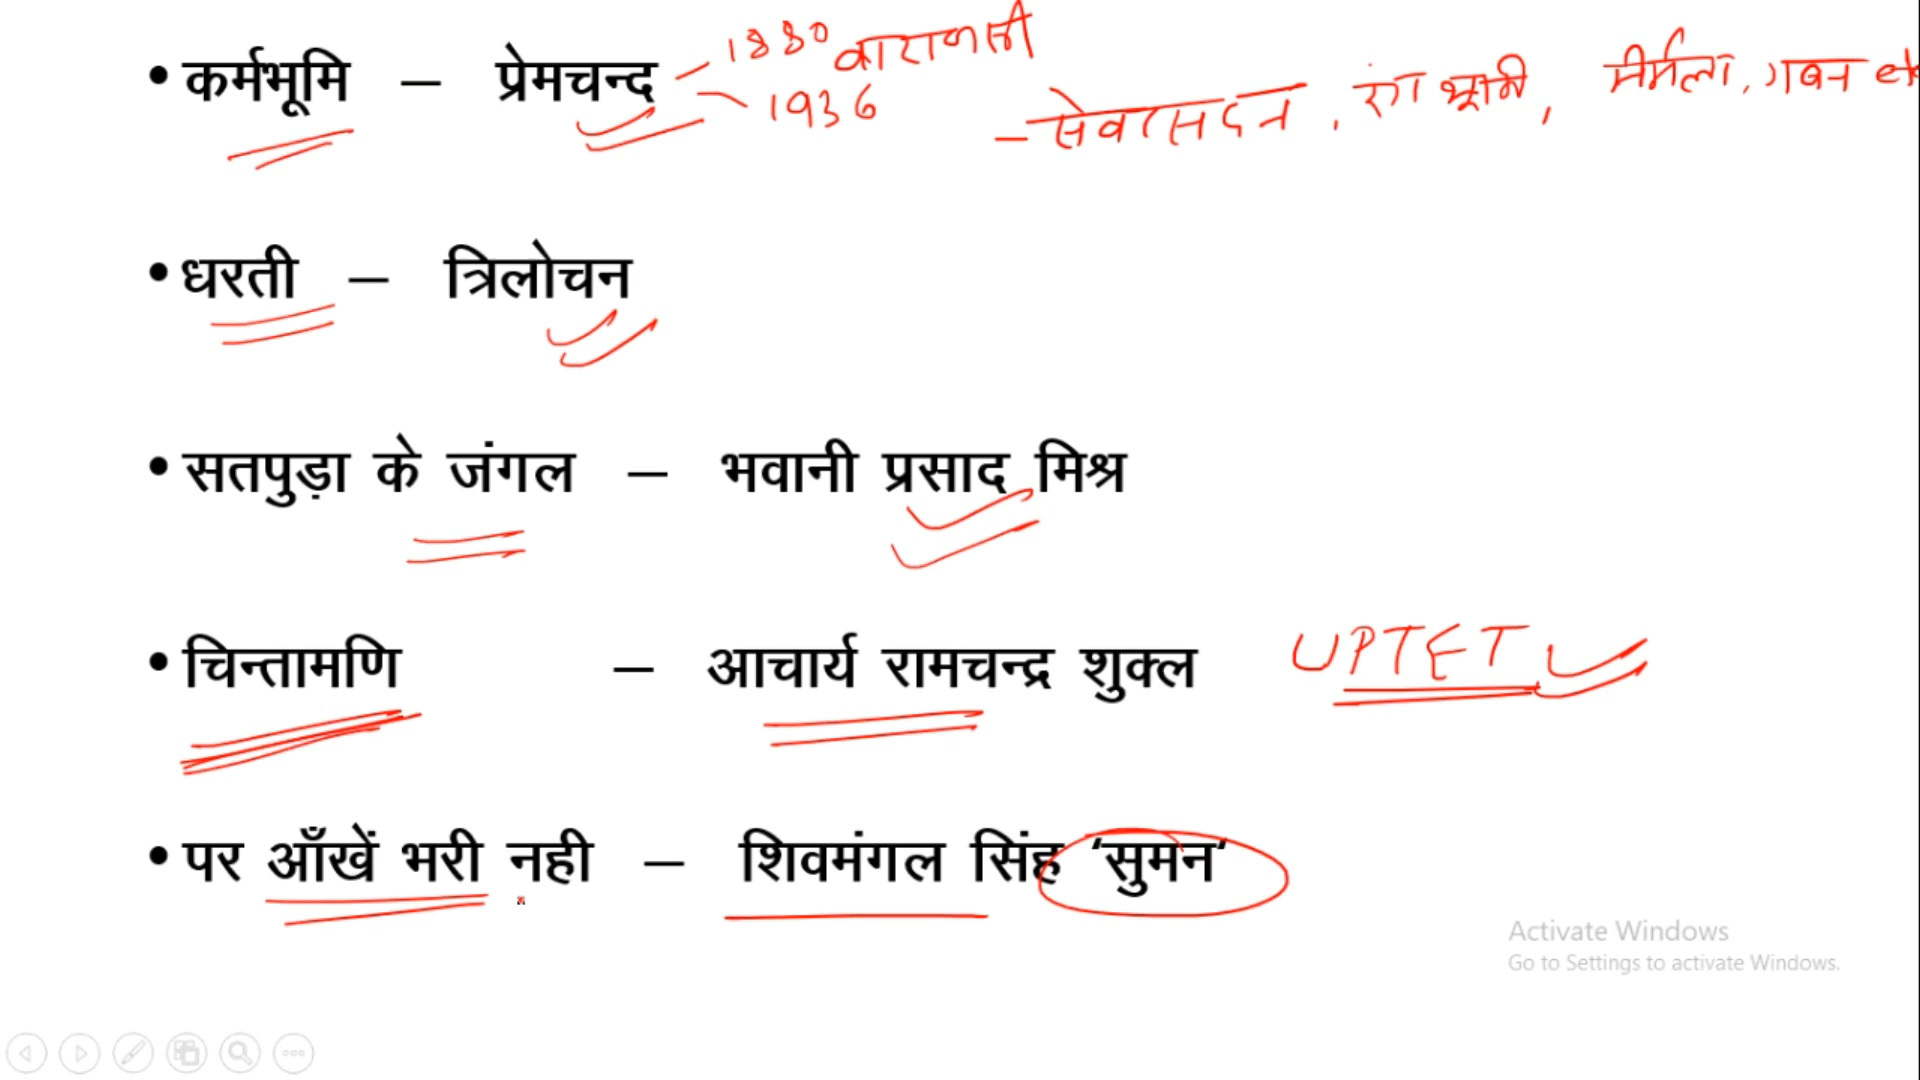 • कर्मभूमि – प्रेमचन्द 1880 वाराणसी
1936
– सेवासदन, रंगभूमी, र्निमला, गबन etc
• धरती – त्रिलोचन
• सतपुड़ा के जंगल – भवानी प्रसाद मिश्र
• चिन्तामणि – आचार्य रामचन्द्र शुक्ल UPTET
• पर आँखें भरी नही – शिवमंगल सिंह 'सुमन'
Activate Windows
Go to Settings to activate Windows.